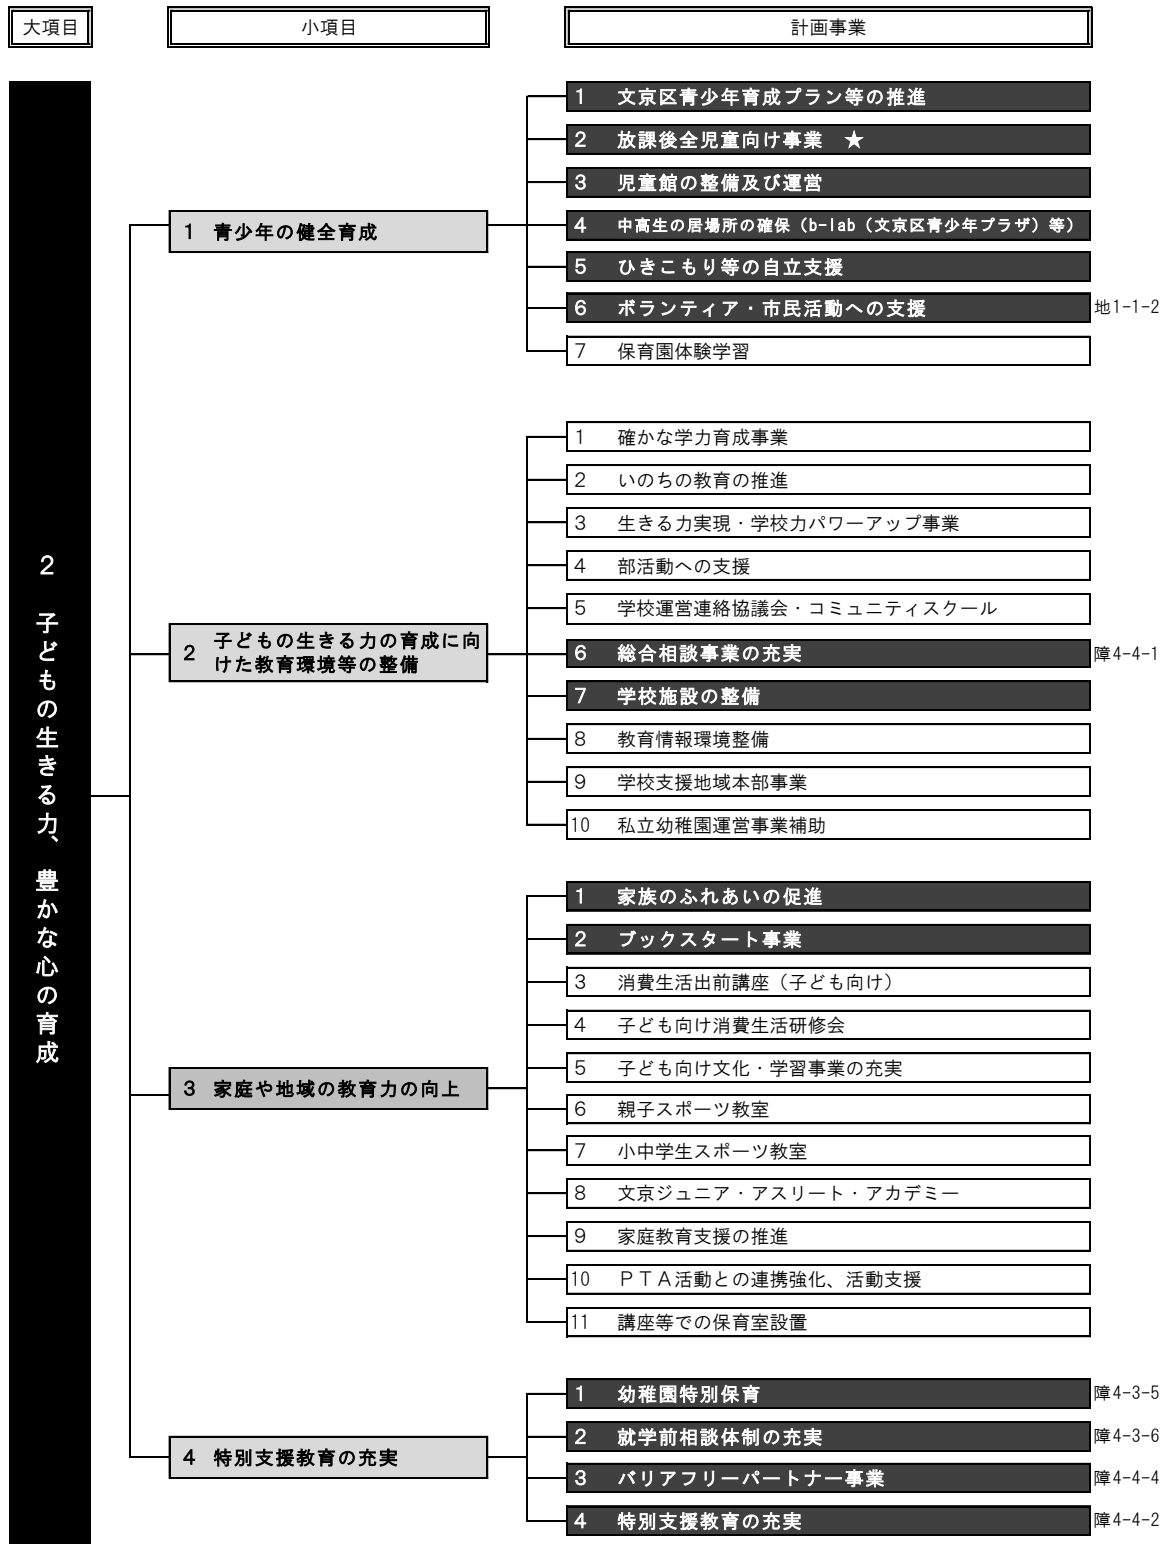 大項目
小項目
計画事業
2 子どもの生きる力、豊かな心の育成
1 青少年の健全育成
1 文京区青少年育成プラン等の推進
2 放課後全児童向け事業 ★
3 児童館の整備及び運営
4 中高生の居場所の確保（b-lab（文京区青少年プラザ）等）
5 ひきこもり等の自立支援
6 ボランティア・市民活動への支援 地1-1-2
7 保育園体験学習
2 子どもの生きる力の育成に向
けた教育環境等の整備
1 確かな学力育成事業
2 いのちの教育の推進
3 生きる力実現・学校力パワーアップ事業
4 部活動への支援
5 学校運営連絡協議会・コミュニティスクール
6 総合相談事業の充実 障4-4-1
7 学校施設の整備
8 教育情報環境整備
9 学校支援地域本部事業
10 私立幼稚園運営事業補助
3 家庭や地域の教育力の向上
1 家族のふれあいの促進
2 ブックスタート事業
3 消費生活出前講座（子ども向け）
4 子ども向け消費生活研修会
5 子ども向け文化・学習事業の充実
6 親子スポーツ教室
7 小中学生スポーツ教室
8 文京ジュニア・アスリート・アカデミー
9 家庭教育支援の推進
10 ＰＴＡ活動との連携強化、活動支援
11 講座等での保育室設置
4 特別支援教育の充実
1 幼稚園特別保育 障4-3-5
2 就学前相談体制の充実 障4-3-6
3 バリアフリーパートナー事業 障4-4-4
4 特別支援教育の充実 障4-4-2